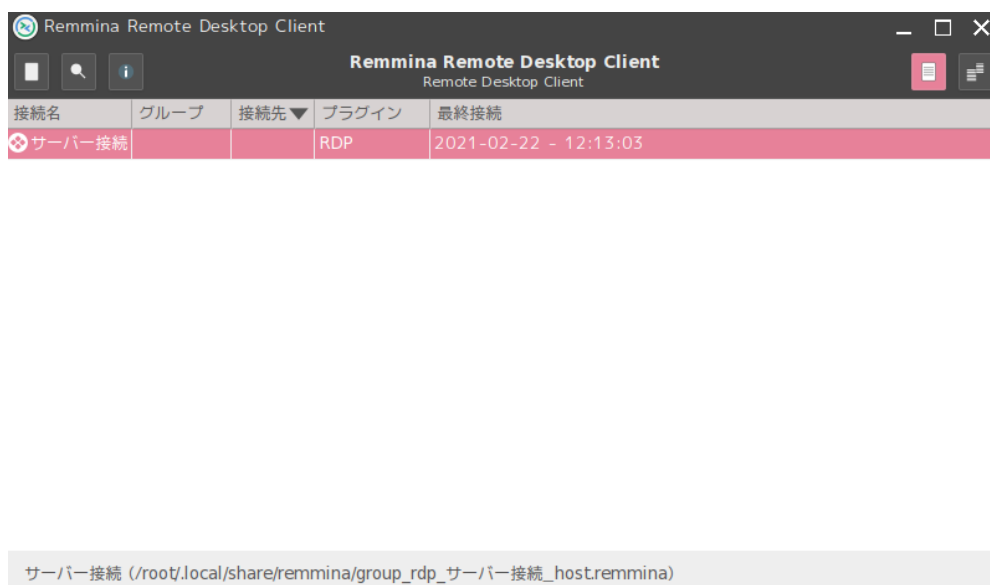 Remmina Remote Desktop Client
Remmina Remote Desktop Client
Remote Desktop Client
接続名 グループ 接続先 プラグイン 最終接続
サーバー接続 RDP 2021-02-22 - 12:13:03
サーバー接続 (/root/.local/share/remmina/group_rdp_サーバー接続_host.remmina)